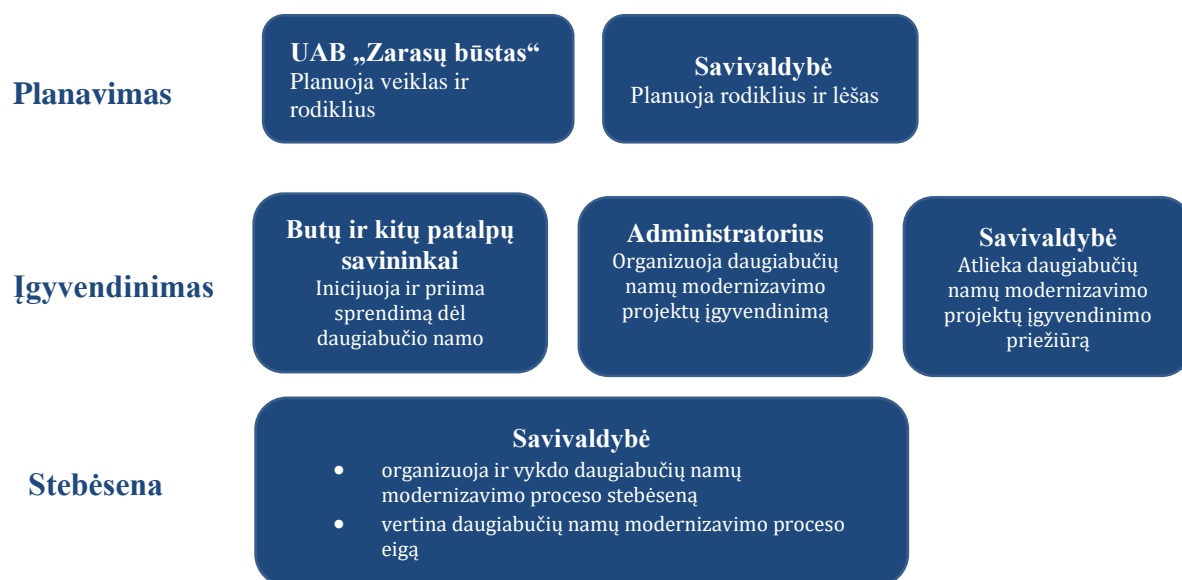 Planavimas
UAB „Zarasų būstas“
Planuoja veiklas ir
rodiklius
Savivaldybė
Planuoja rodiklius ir lėšas
Įgyvendinimas
Butų ir kitų patalpų
savininkai
Inicijuoja ir priima
sprendimą dėl
daugiabučio namo
Administratorius
Organizuoja daugiabučių
namų modernizavimo
projektų įgyvendinimą
Savivaldybė
Atlieka daugiabučių
namų modernizavimo
projektų įgyvendinimo
priežiūrą
Stebėsena
Savivaldybė
• organizuoja ir vykdo daugiabučių namų
modernizavimo proceso stebėseną
• vertina daugiabučių namų modernizavimo proceso
eigą